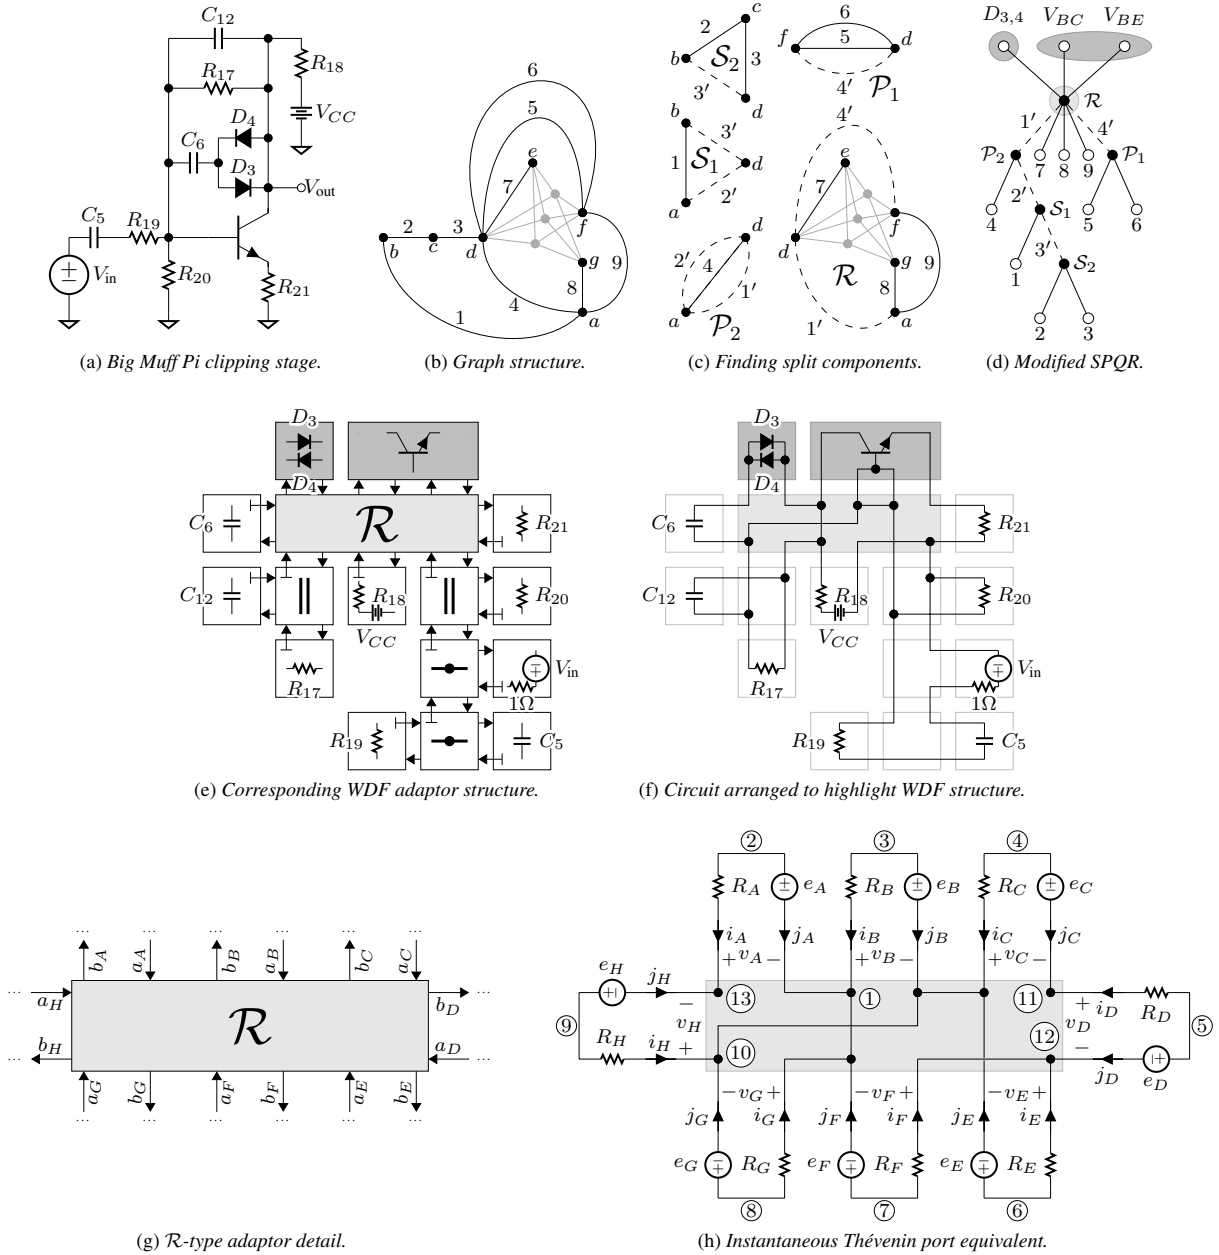 C12
R17
R18
VCC
D4
C6
D3
Vout
C5
R19
Vin
R20
R21
(a) Big Muff Pi clipping stage.
6
5
e
f
2
3
b
c
d
g
9
8
4
a
1
(b) Graph structure.
c
2
S2
3
b
3′
d
6
f
5
d
4′
P1
b
3′
1
S1
d
2′
a
4′
e
7
f
d
g
9
R
8
1′
a
d
2′
4
1′
a
P2
(c) Finding split components.
D3,4
VBC
VBE
R
1′
4′
P2
7
8
9
P1
2′
4
S1
5
6
3′
1
S2
2
3
(d) Modified SPQR.
D3
D4
C6
R
R21
C12
R18
VCC
R20
R17
Vin
1Ω
R19
C5
(e) Corresponding WDF adaptor structure.
D3
D4
C6
R21
C12
R18
VCC
R20
R17
Vin
1Ω
R19
C5
(f) Circuit arranged to highlight WDF structure.
... ... ... ... ... ...
bA aA bB aB bC aC
... aH
bD ...
R
... bH
aD ...
aG bG aF bF aE bE
... ... ... ... ... ...
(g) R-type adaptor detail.
② ③ ④
RA eA RB eB RC eC
iA jA iB jB iC jC
+ vA − + vB − + vC −
eH jH − ⑬ ① ⑪ + iD RD
⑨ vH vD ⑤
RH iH + ⑩ ⑫ − jD eD
− vG + − vF + − vE +
jG iG jF iF jE iE
eG RG eF RF eE RE
⑧ ⑦ ⑥
(h) Instantaneous Thévenin port equivalent.